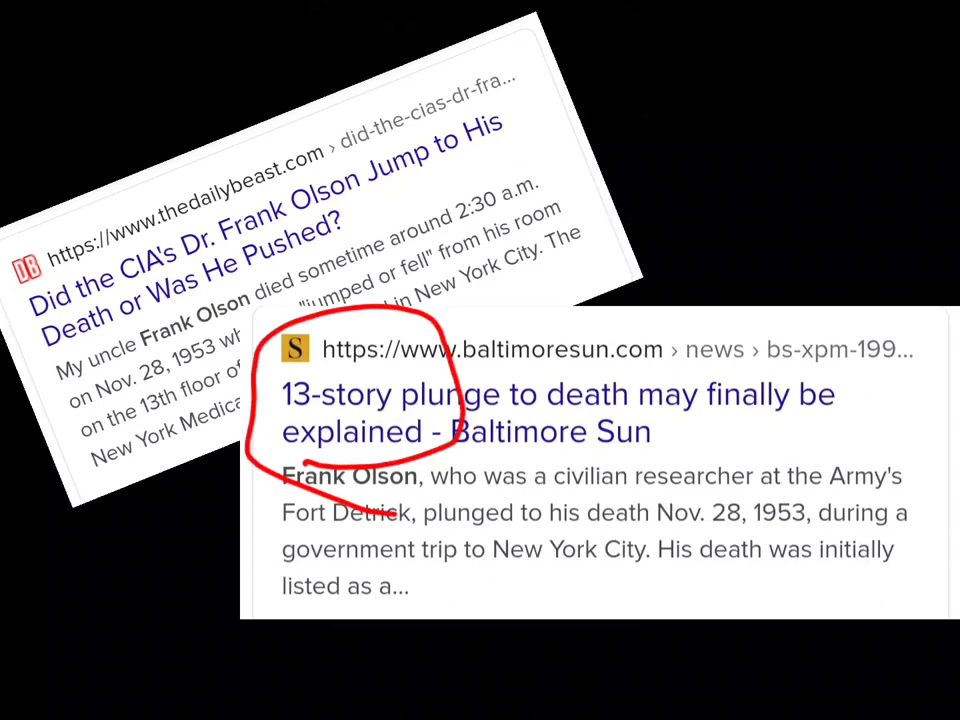 DB https://www.thedailybeast.com › did-the-cias-dr-fra...
Did the CIA's Dr. Frank Olson Jump to His
Death or Was He Pushed?
My uncle Frank Olson died sometime around 2:30 a.m.
on Nov. 28, 1953 "jumped or fell" from his room
on the 13th floor of in New York City. The
New York Medica
S https://www.baltimoresun.com › news › bs-xpm-199...
13-story plunge to death may finally be
explained - Baltimore Sun
Frank Olson, who was a civilian researcher at the Army's
Fort Detrick, plunged to his death Nov. 28, 1953, during a
government trip to New York City. His death was initially
listed as a...